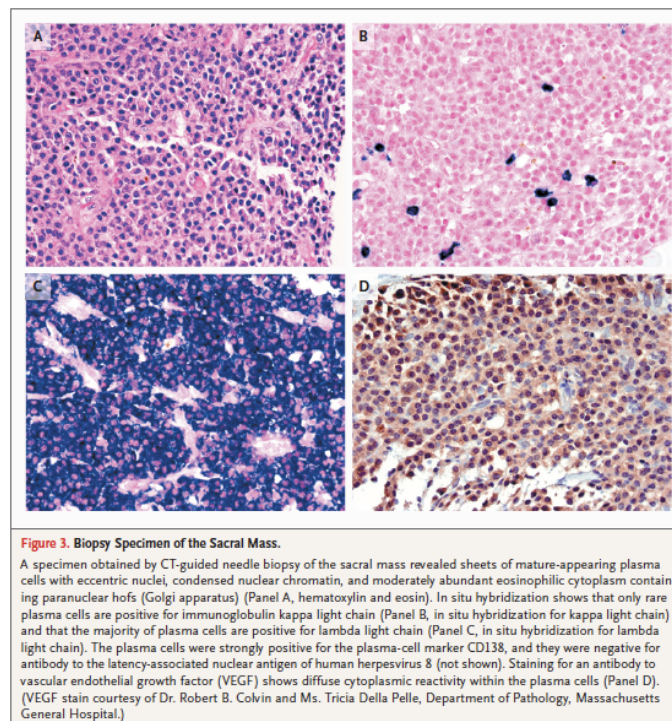 A
B
C
D
Figure 3. Biopsy Specimen of the Sacral Mass.
A specimen obtained by CT-guided needle biopsy of the sacral mass revealed sheets of mature-appearing plasma
cells with eccentric nuclei, condensed nuclear chromatin, and moderately abundant eosinophilic cytoplasm contain-
ing paranuclear hofs (Golgi apparatus) (Panel A, hematoxylin and eosin). In situ hybridization shows that only rare
plasma cells are positive for immunoglobulin kappa light chain (Panel B, in situ hybridization for kappa light chain)
and that the majority of plasma cells are positive for lambda light chain (Panel C, in situ hybridization for lambda
light chain). The plasma cells were strongly positive for the plasma-cell marker CD138, and they were negative for
antibody to the latency-associated nuclear antigen of human herpesvirus 8 (not shown). Staining for an antibody to
vascular endothelial growth factor (VEGF) shows diffuse cytoplasmic reactivity within the plasma cells (Panel D).
(VEGF stain courtesy of Dr. Robert B. Colvin and Ms. Tricia Della Pelle, Department of Pathology, Massachusetts
General Hospital.)